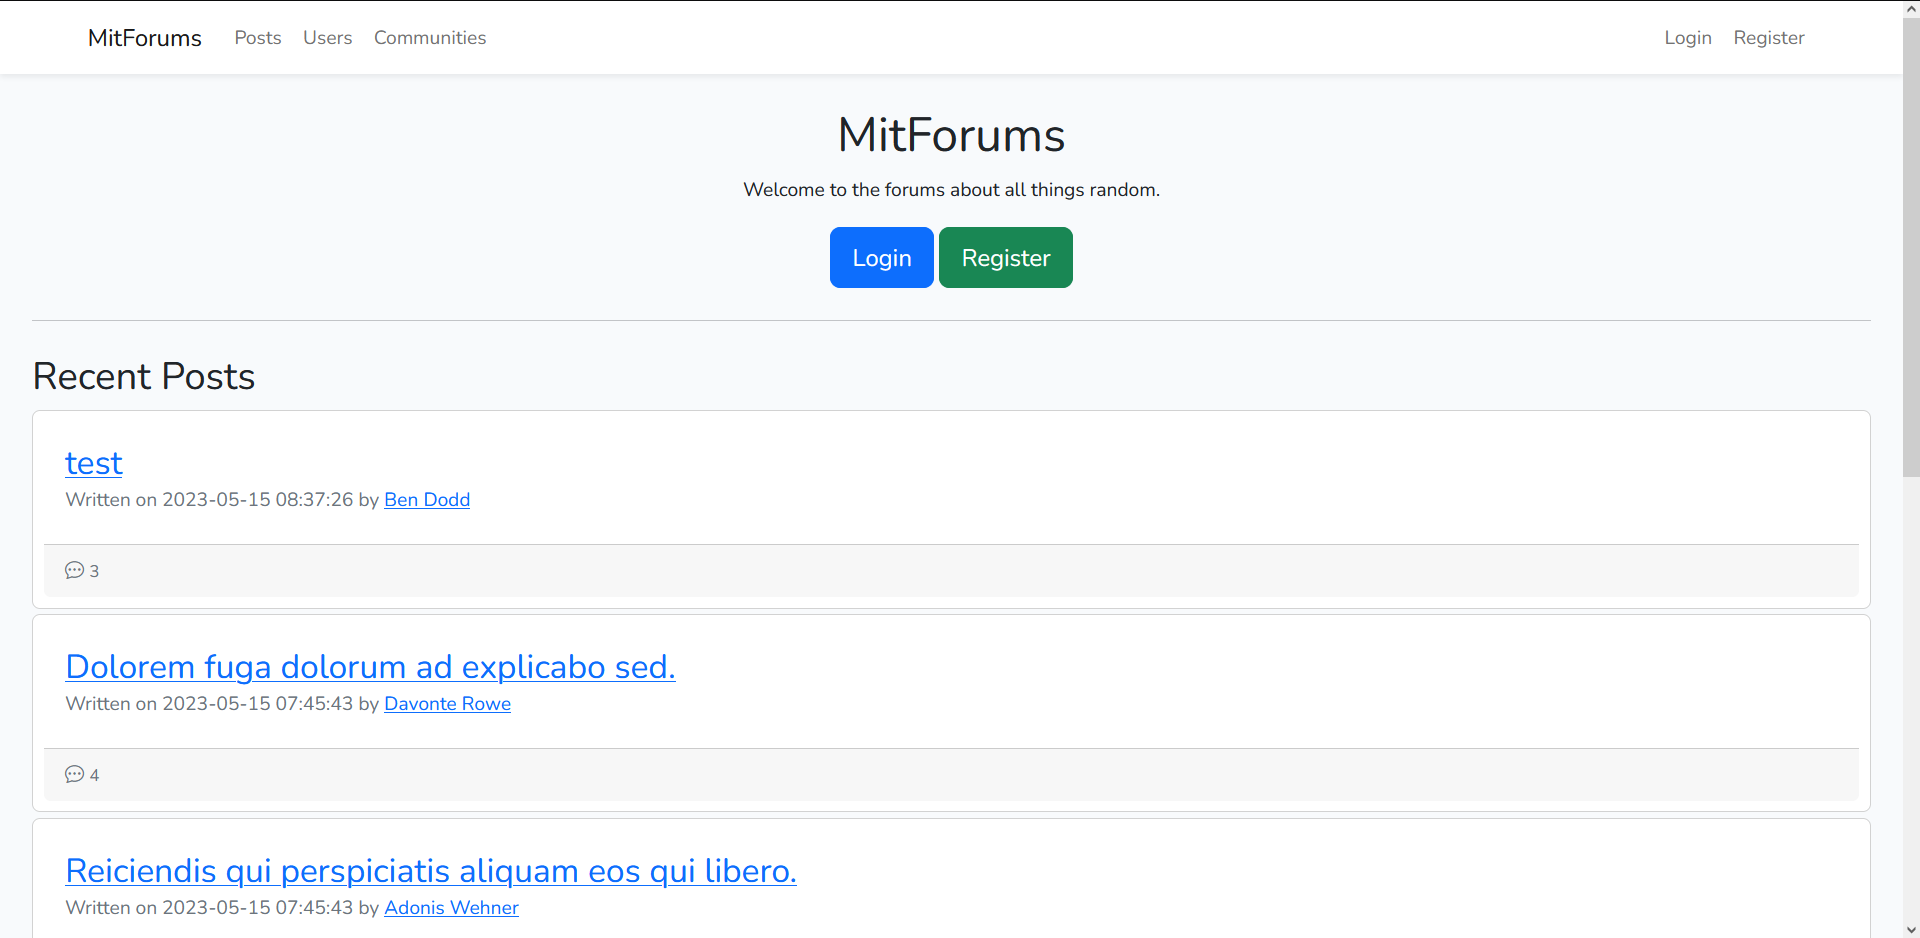 MitForums Posts Users Communities Login Register
MitForums
Welcome to the forums about all things random.
Login Register
Recent Posts
test
Written on 2023-05-15 08:37:26 by Ben Dodd
3
Dolorem fuga dolorum ad explicabo sed.
Written on 2023-05-15 07:45:43 by Davonte Rowe
4
Reiciendis qui perspiciatis aliquam eos qui libero.
Written on 2023-05-15 07:45:43 by Adonis Wehner